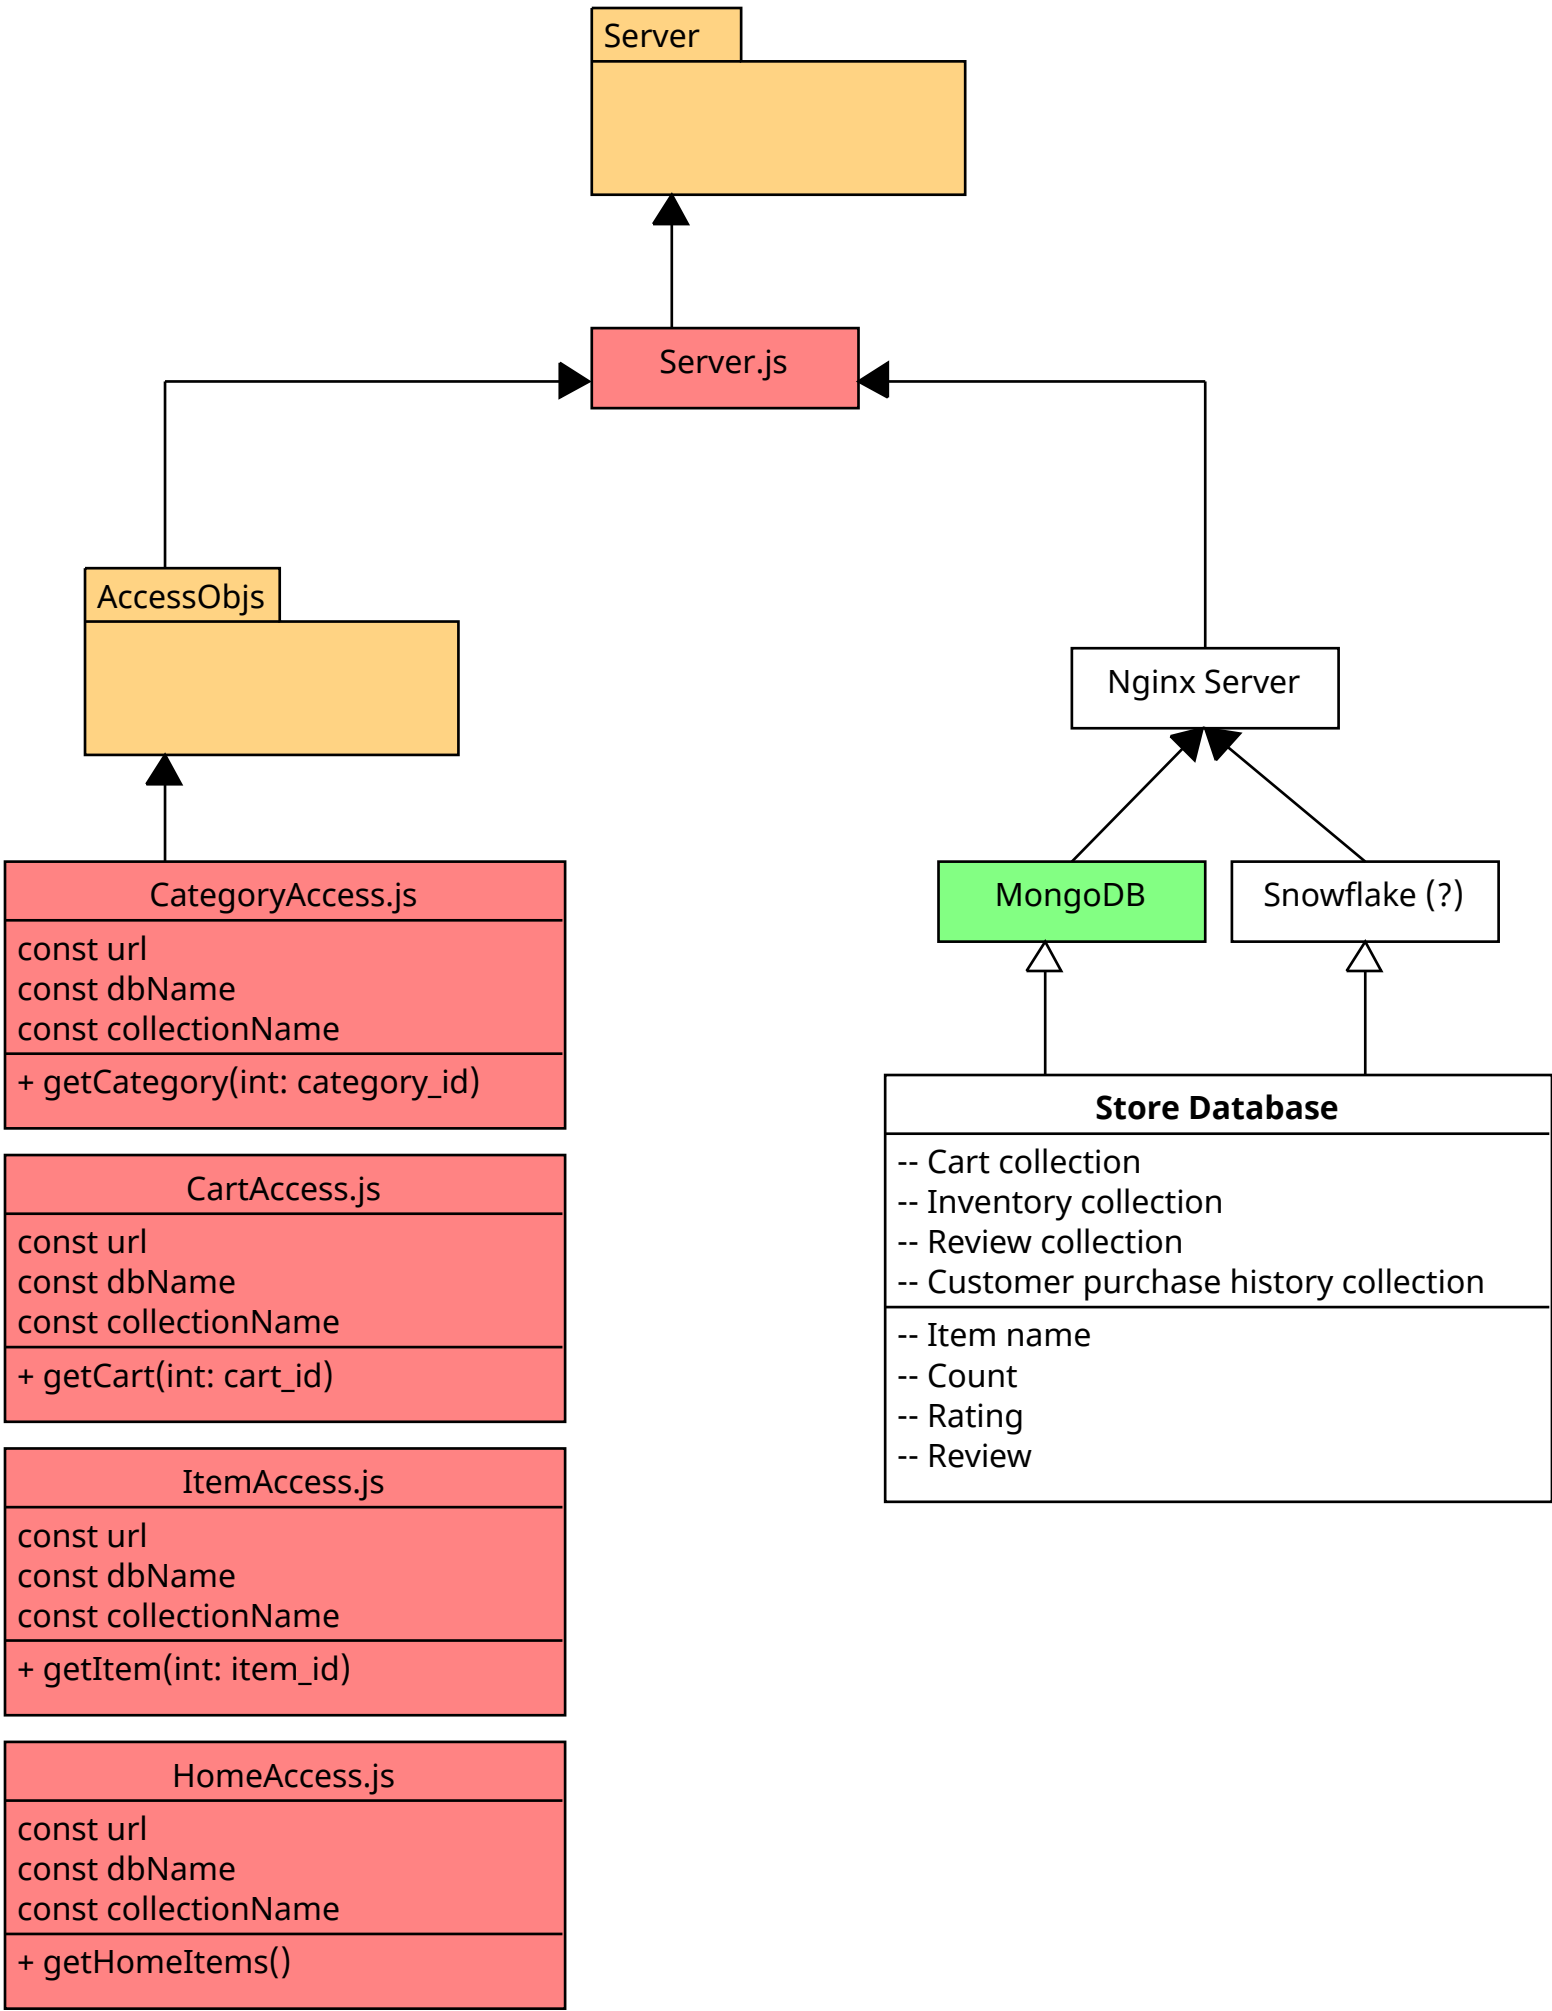 Server
Server.js
AccessObjs
Nginx Server
CategoryAccess.js
const url
const dbName
const collectionName
+ getCategory(int: category_id)
CartAccess.js
const url
const dbName
const collectionName
+ getCart(int: cart_id)
ItemAccess.js
const url
const dbName
const collectionName
+ getItem(int: item_id)
HomeAccess.js
const url
const dbName
const collectionName
+ getHomeItems()
MongoDB
Snowflake (?)
Store Database
-- Cart collection
-- Inventory collection
-- Review collection
-- Customer purchase history collection
-- Item name
-- Count
-- Rating
-- Review